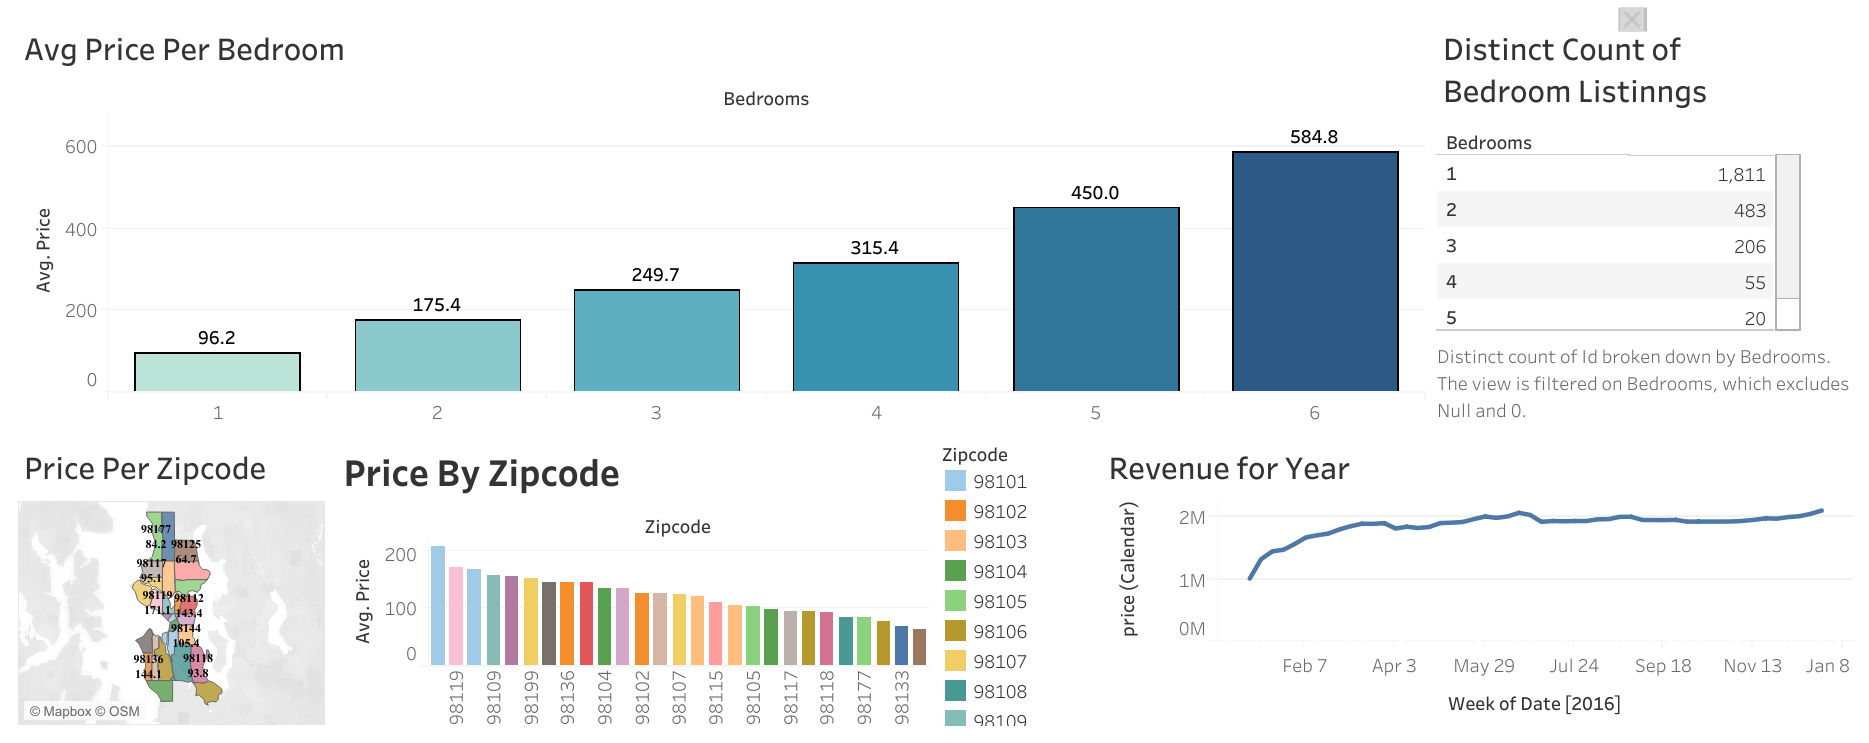 Avg Price Per Bedroom
Bedrooms
Avg. Price
600
400
200
0
96.2
175.4
249.7
315.4
450.0
584.8
1
2
3
4
5
6
Distinct Count of
Bedroom Listinngs
Bedrooms
1 1,811
2 483
3 206
4 55
5 20
Distinct count of Id broken down by Bedrooms.
The view is filtered on Bedrooms, which excludes
Null and 0.
Price Per Zipcode
98177
84.2
98125
64.7
98117
95.1
98119
171.1
98112
143.4
98144
105.4
98136
144.1
98118
93.8
© Mapbox © OSM
Price By Zipcode
Zipcode
Avg. Price
200
100
0
98119
98109
98199
98136
98104
98102
98107
98115
98105
98117
98118
98177
98133
Zipcode
98101
98102
98103
98104
98105
98106
98107
98108
98109
Revenue for Year
price (Calendar)
2M
1M
0M
Feb 7
Apr 3
May 29
Jul 24
Sep 18
Nov 13
Jan 8
Week of Date [2016]